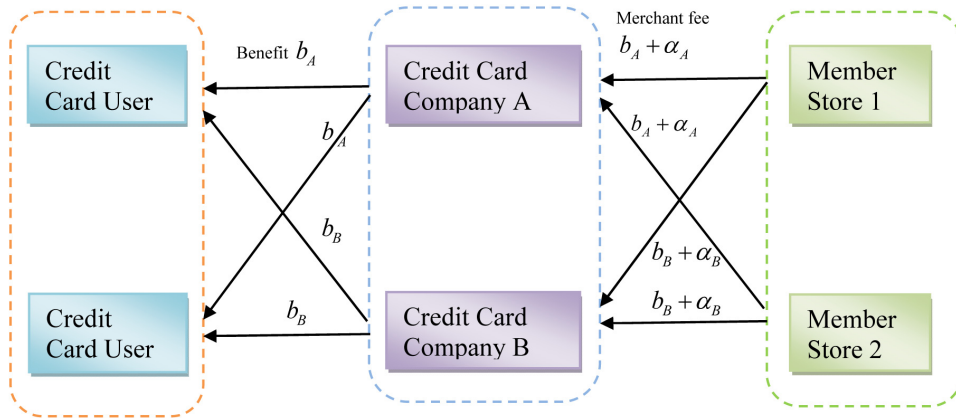 Credit
Card User
Benefit b_A
Credit Card
Company A
Merchant fee
b_A + α_A
Member
Store 1
b_A
b_A + α_A
b_B
b_B + α_B
Credit
Card User
b_B
Credit Card
Company B
b_B + α_B
Member
Store 2